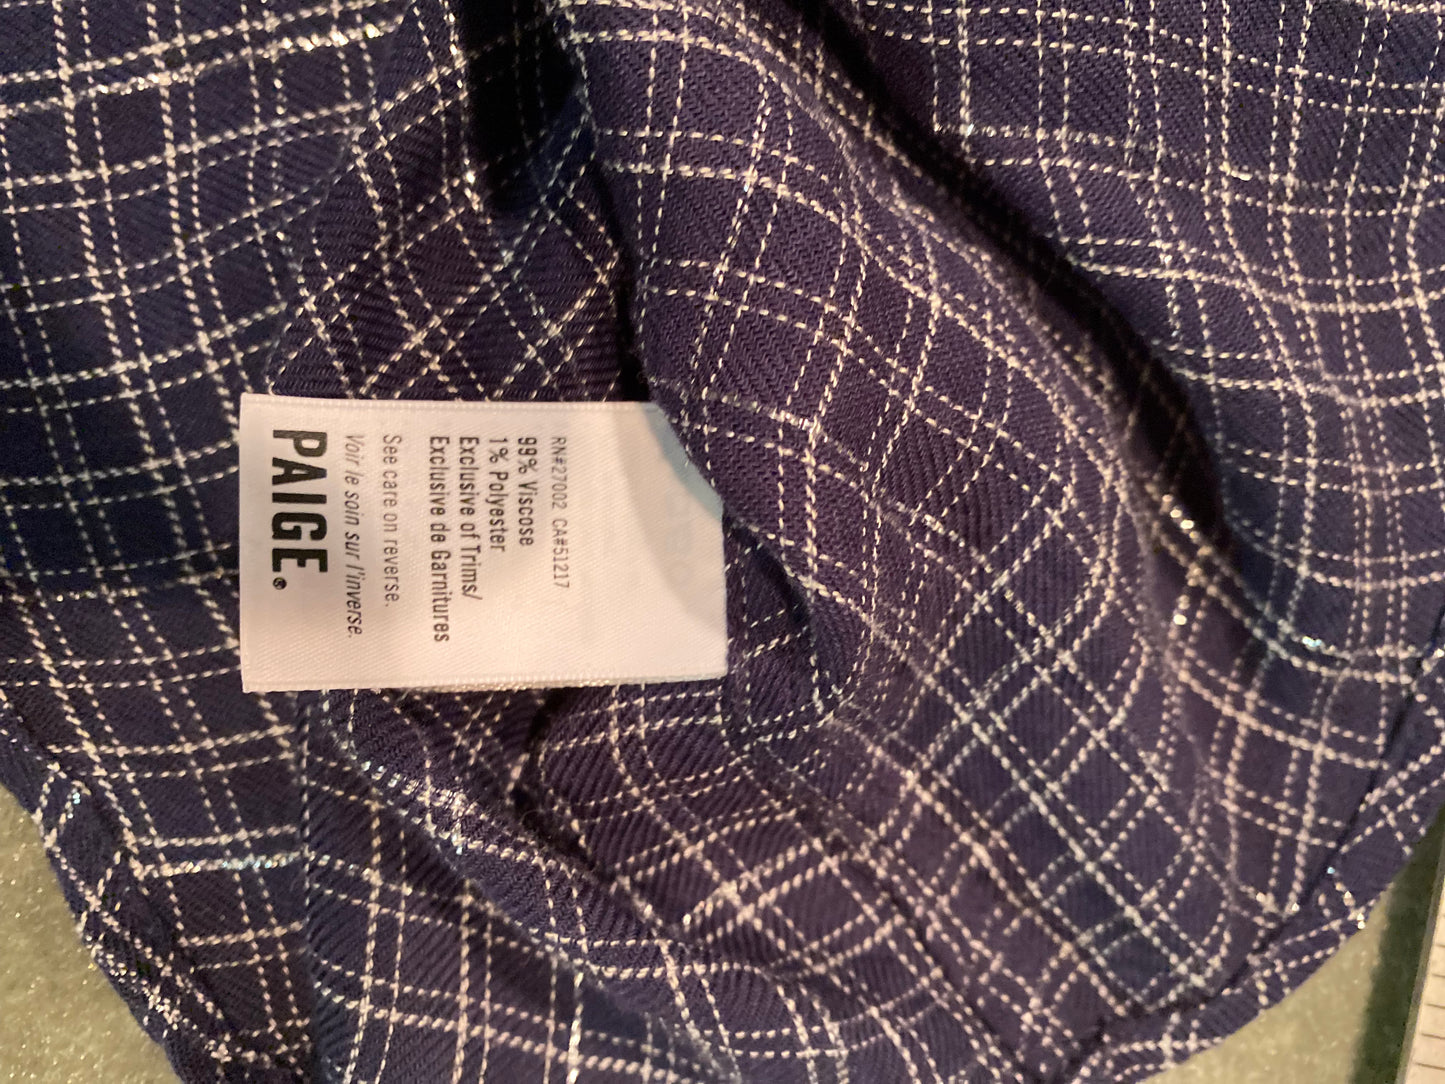 RN#27002 CA#51217
99% Viscose
1% Polyester
Exclusive of Trims/
Exclusive de Garnitures
See care on reverse.
Voir le soin sur l'inverse.
PAIGE®